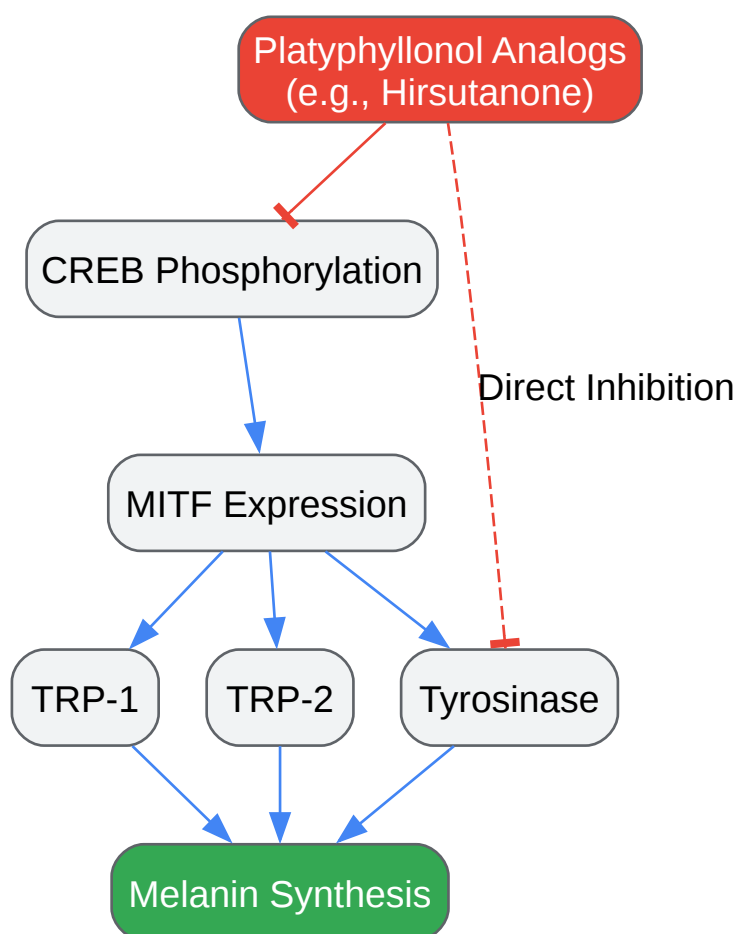 Platyphyllonol Analogs
(e.g., Hirsutanone)
CREB Phosphorylation
Direct Inhibition
MITF Expression
TRP-1
TRP-2
Tyrosinase
Melanin Synthesis